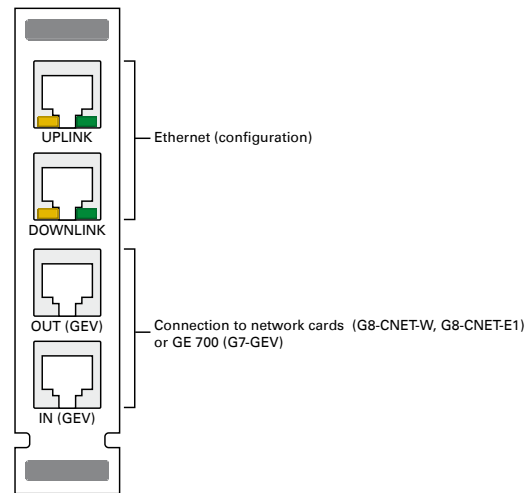 UPLINK
Ethernet (configuration)
DOWNLINK
OUT (GEV)
Connection to network cards (G8-CNET-W, G8-CNET-E1)
or GE 700 (G7-GEV)
IN (GEV)